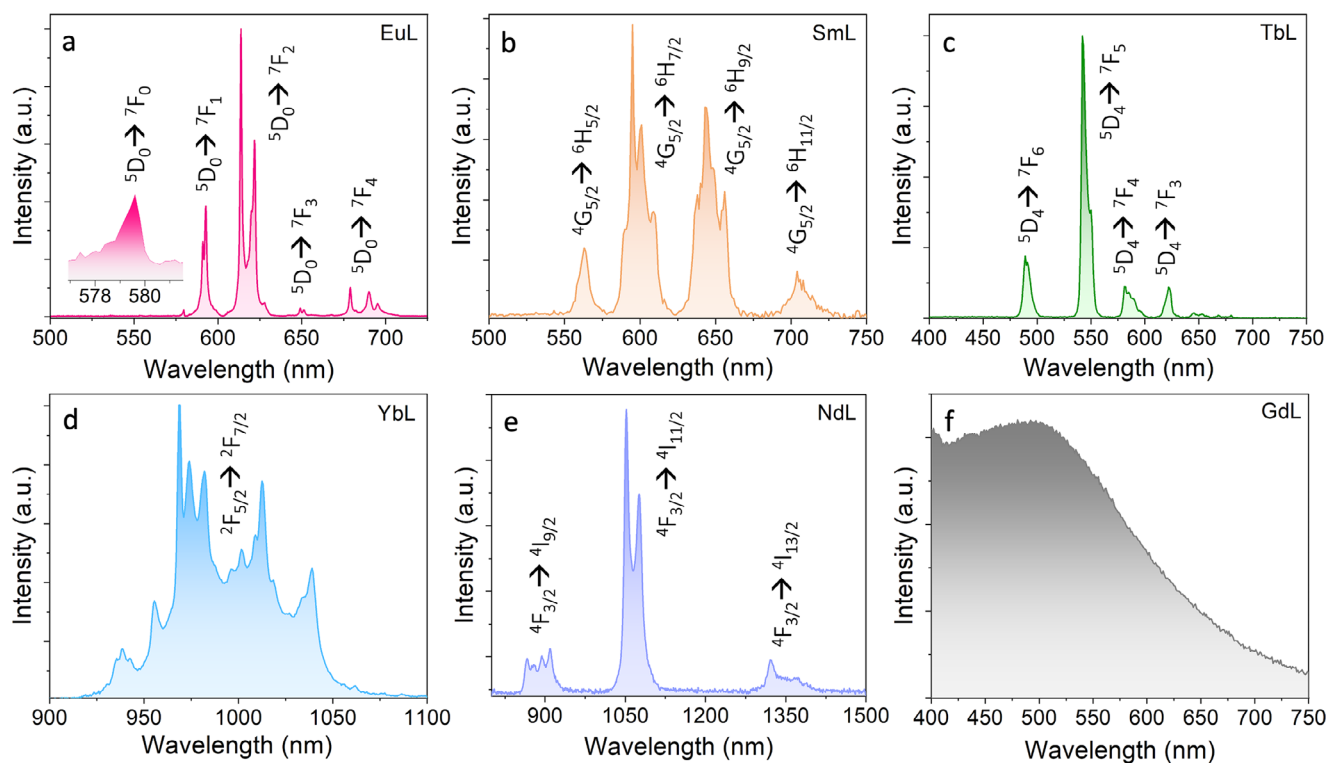 a
EuL
Intensity (a.u.)
⁵D₀→⁷F₀
⁵D₀→⁷F₁
⁵D₀→⁷F₂
⁵D₀→⁷F₃
⁵D₀→⁷F₄
578 580
500 550 600 650 700
Wavelength (nm)
b
SmL
Intensity (a.u.)
⁴G₅/₂→⁶H₅/₂
⁴G₅/₂→⁶H₇/₂
⁴G₅/₂→⁶H₉/₂
⁴G₅/₂→⁶H₁₁/₂
500 550 600 650 700 750
Wavelength (nm)
c
TbL
Intensity (a.u.)
⁵D₄→⁷F₆
⁵D₄→⁷F₅
⁵D₄→⁷F₄
⁵D₄→⁷F₃
400 450 500 550 600 650 700 750
Wavelength (nm)
d
YbL
Intensity (a.u.)
²F₅/₂→²F₇/₂
900 950 1000 1050 1100
Wavelength (nm)
e
NdL
Intensity (a.u.)
⁴F₃/₂→⁴I₉/₂
⁴F₃/₂→⁴I₁₁/₂
⁴F₃/₂→⁴I₁₃/₂
900 1050 1200 1350 1500
Wavelength (nm)
f
GdL
Intensity (a.u.)
400 450 500 550 600 650 700 750
Wavelength (nm)